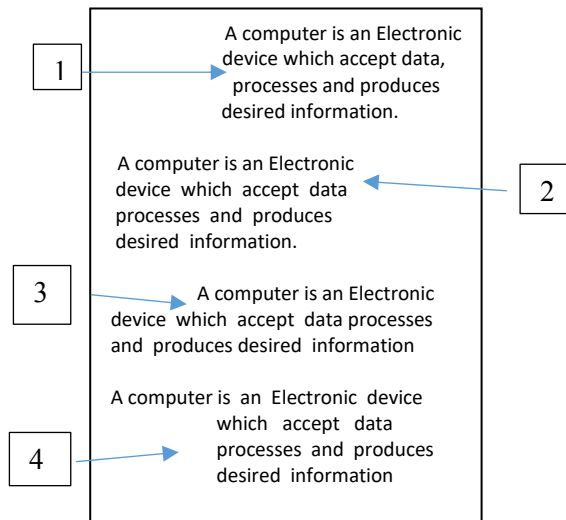 A computer is an Electronic
device which accept data,
processes and produces
desired information.
1
A computer is an Electronic
device which accept data
processes and produces
desired information.
2
A computer is an Electronic
device which accept data processes
and produces desired information
3
A computer is an Electronic device
which accept data
processes and produces
desired information
4